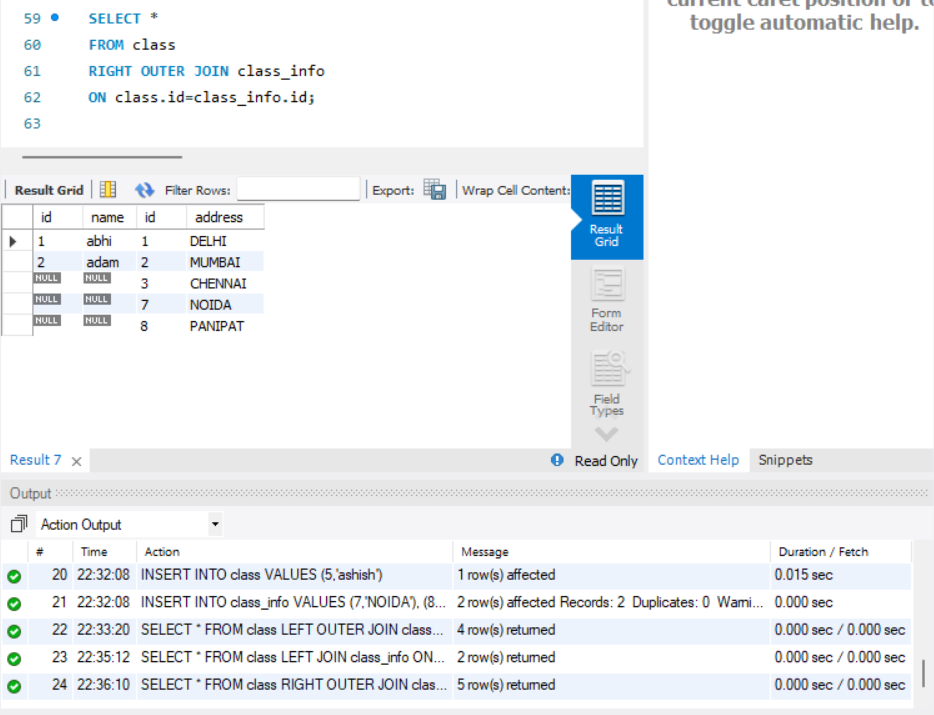 current caret position or to
toggle automatic help.
59 SELECT *
60 FROM class
61 RIGHT OUTER JOIN class_info
62 ON class.id=class_info.id;
63
Result Grid Filter Rows: Export: Wrap Cell Content:
id name id address
1 abhi 1 DELHI
2 adam 2 MUMBAI
NULL NULL 3 CHENNAI
NULL NULL 7 NOIDA
NULL NULL 8 PANIPAT
Result
Grid
Form
Editor
Field
Types
Result 7 Read Only Context Help Snippets
Output
Action Output
# Time Action Message Duration / Fetch
20 22:32:08 INSERT INTO class VALUES (5,'ashish') 1 row(s) affected 0.015 sec
21 22:32:08 INSERT INTO class_info VALUES (7,'NOIDA'), (8... 2 row(s) affected Records: 2 Duplicates: 0 Warni... 0.000 sec
22 22:33:20 SELECT * FROM class LEFT OUTER JOIN class... 4 row(s) returned 0.000 sec / 0.000 sec
23 22:35:12 SELECT * FROM class LEFT JOIN class_info ON... 2 row(s) returned 0.000 sec / 0.000 sec
24 22:36:10 SELECT * FROM class RIGHT OUTER JOIN clas... 5 row(s) returned 0.000 sec / 0.000 sec